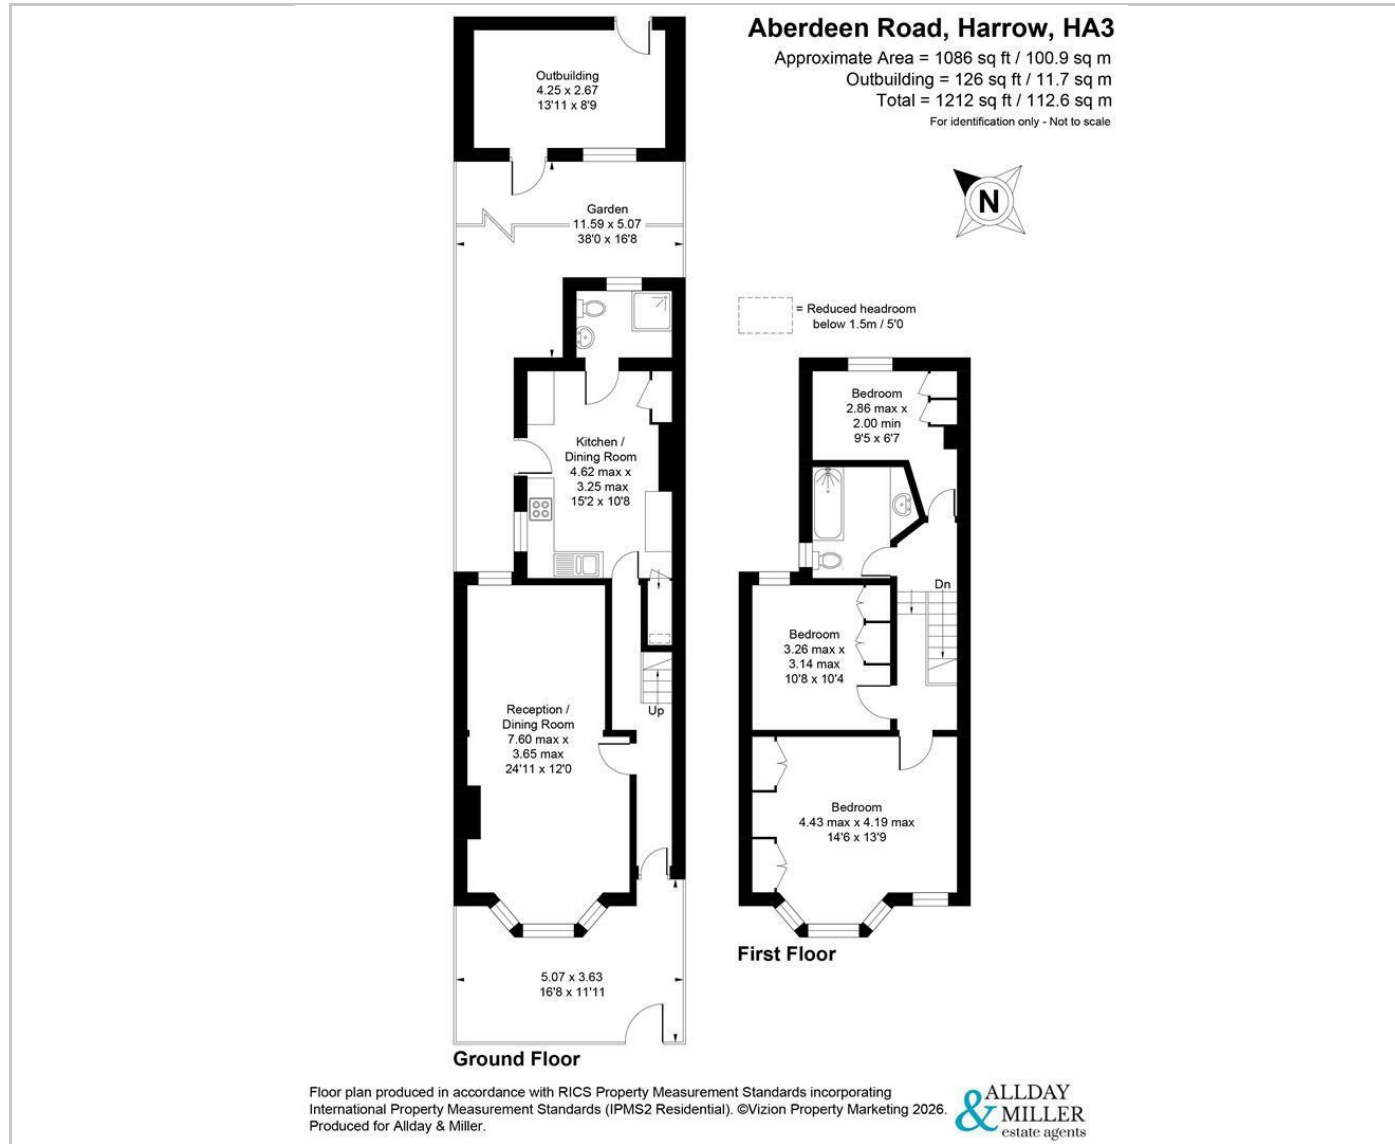 Aberdeen Road, Harrow, HA3
Approximate Area = 1086 sq ft / 100.9 sq m
Outbuilding = 126 sq ft / 11.7 sq m
Total = 1212 sq ft / 112.6 sq m
For identification only - Not to scale
N
= Reduced headroom
below 1.5m / 5'0
Outbuilding
4.25 x 2.67
13'11 x 8'9
Garden
11.59 x 5.07
38'0 x 16'8
Kitchen /
Dining Room
4.62 max x
3.25 max
15'2 x 10'8
Reception /
Dining Room
7.60 max x
3.65 max
24'11 x 12'0
Up
5.07 x 3.63
16'8 x 11'11
Ground Floor
Bedroom
2.86 max x
2.00 min
9'5 x 6'7
Dn
Bedroom
3.26 max x
3.14 max
10'8 x 10'4
Bedroom
4.43 max x 4.19 max
14'6 x 13'9
First Floor
Floor plan produced in accordance with RICS Property Measurement Standards incorporating
International Property Measurement Standards (IPMS2 Residential). ©Vizion Property Marketing 2026.
Produced for Allday & Miller.
ALLDAY
& MILLER
estate agents